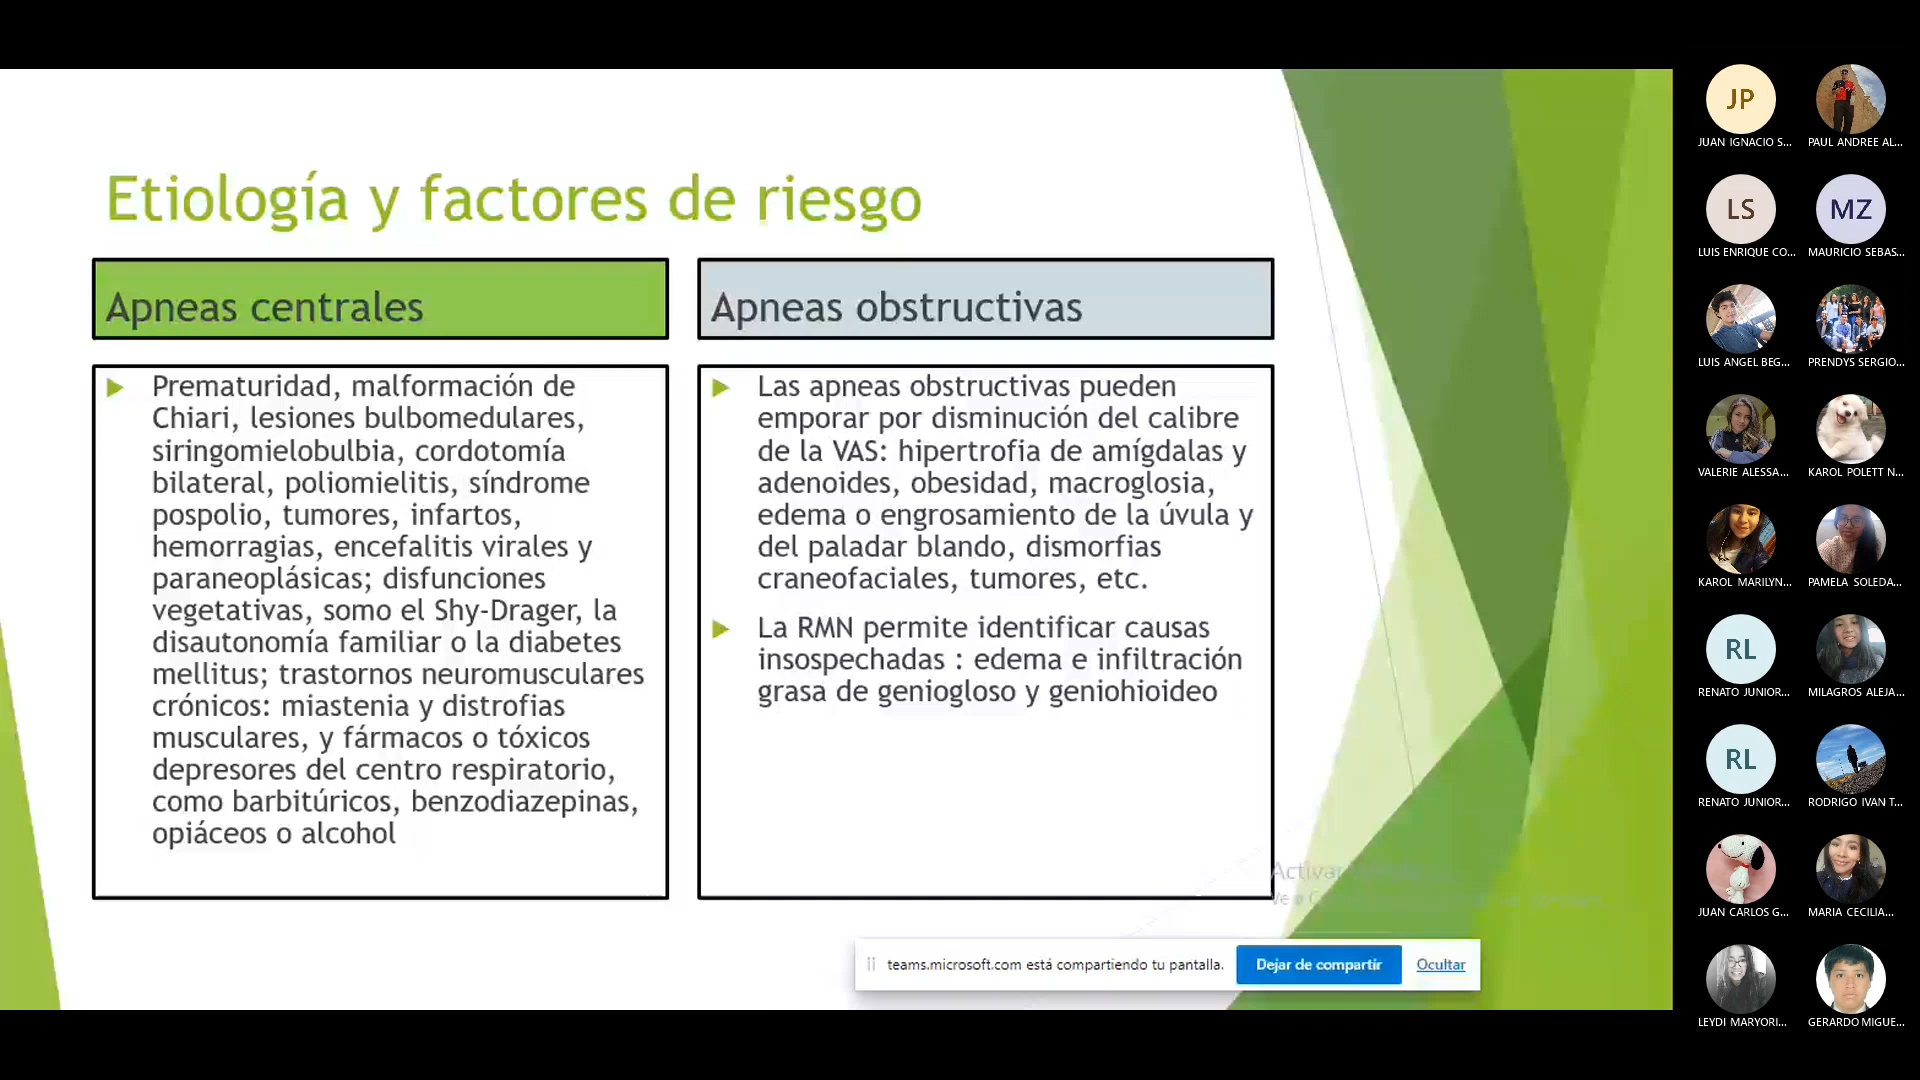 Etiología y factores de riesgo
Apneas centrales
Prematuridad, malformación de
Chiari, lesiones bulbomedulares,
siringomielobulbia, cordotomía
bilateral, poliomielitis, síndrome
pospolio, tumores, infartos,
hemorragias, encefalitis virales y
paraneoplásicas; disfunciones
vegetativas, somo el Shy-Drager, la
disautonomía familiar o la diabetes
mellitus; trastornos neuromusculares
crónicos: miastenia y distrofias
musculares, y fármacos o tóxicos
depresores del centro respiratorio,
como barbitúricos, benzodiazepinas,
opiáceos o alcohol
Apneas obstructivas
Las apneas obstructivas pueden
emporar por disminución del calibre
de la VAS: hipertrofia de amígdalas y
adenoides, obesidad, macroglosia,
edema o engrosamiento de la úvula y
del paladar blando, dismorfias
craneofaciales, tumores, etc.
La RMN permite identificar causas
insospechadas : edema e infiltración
grasa de geniogloso y geniohioideo
teams.microsoft.com está compartiendo tu pantalla.
Dejar de compartir
Ocultar
JP
JUAN IGNACIO S...
PAUL ANDREE AL...
LS
LUIS ENRIQUE CO...
MZ
MAURICIO SEBAS...
LUIS ANGEL BEG...
PRENDYS SERGIO...
VALERIE ALESSA...
KAROL POLETT N...
KAROL MARILYN...
PAMELA SOLEDA...
RL
RENATO JUNIOR...
MILAGROS ALEJA...
RL
RENATO JUNIOR...
RODRIGO IVAN T...
JUAN CARLOS G...
MARIA CECILIA...
LEYDI MARYORI...
GERARDO MIGUE...